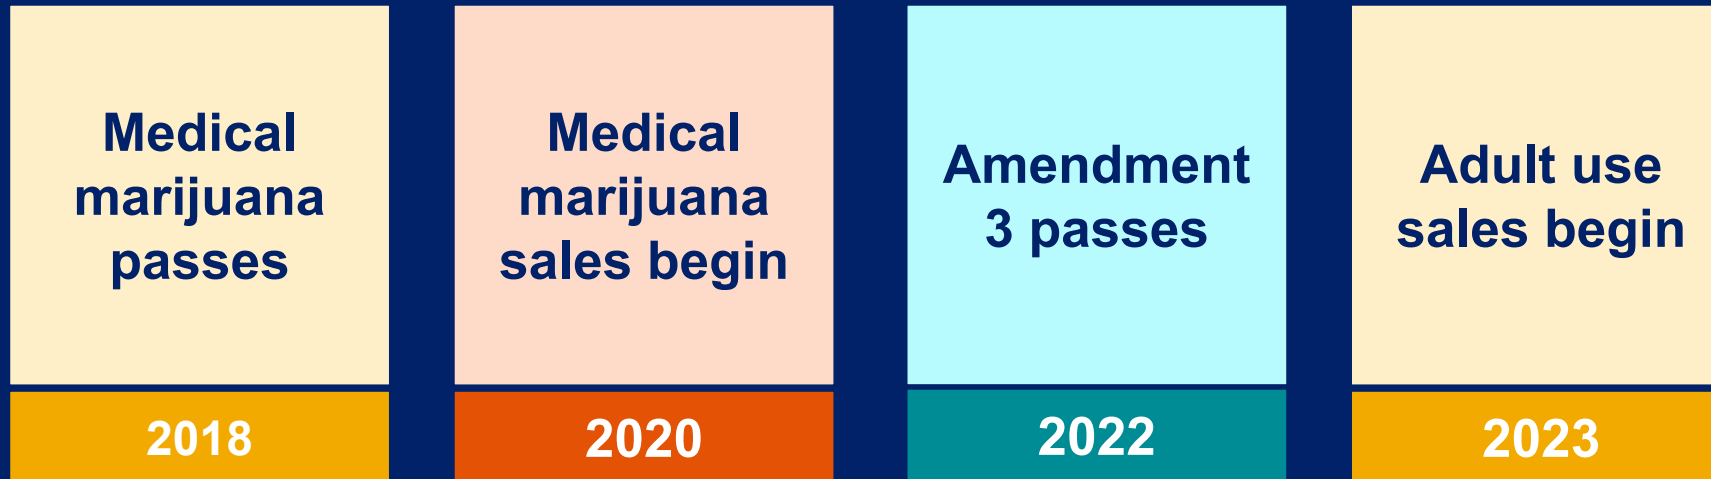 Medical
marijuana
passes
2018
Medical
marijuana
sales begin
2020
Amendment
3 passes
2022
Adult use
sales begin
2023